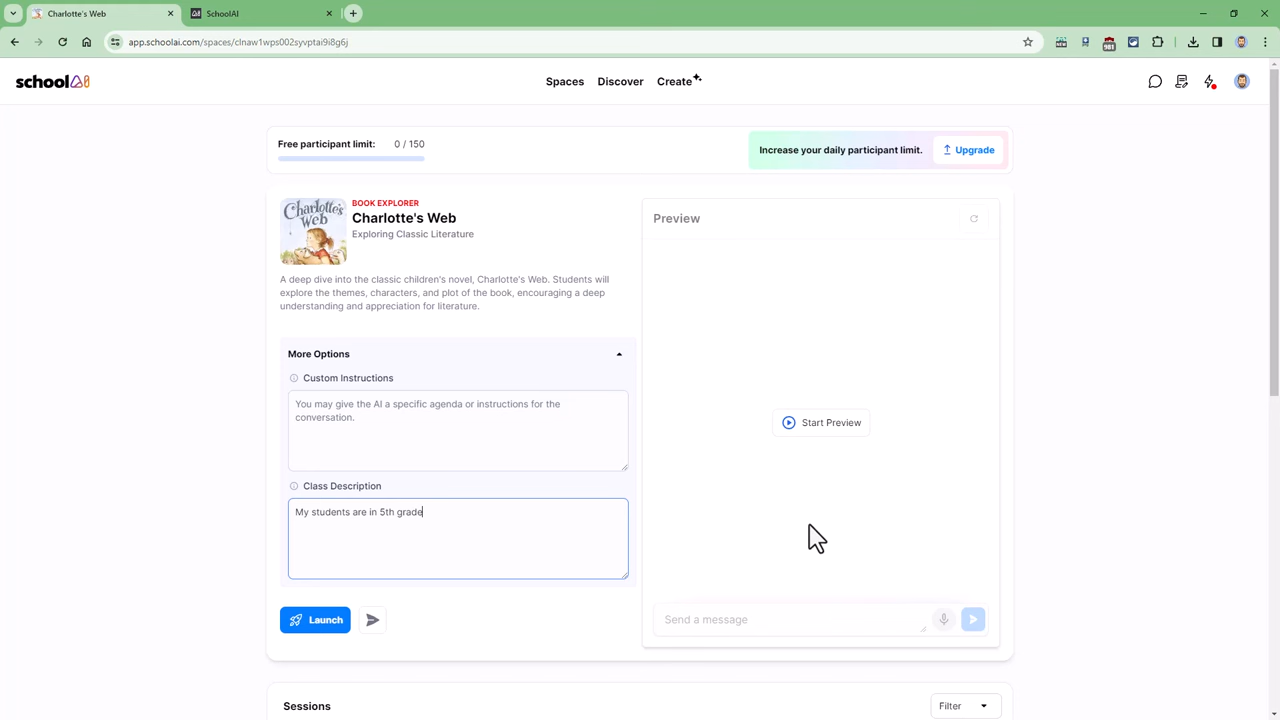 Charlotte's Web
SchoolAI
app.schoolai.com/spaces/clnaw1wps002syvptai9i8g6j
981
schoolAI
Spaces
Discover
Create
Free participant limit:
0 / 150
Increase your daily participant limit.
Upgrade
Charlotte's
Web
BOOK EXPLORER
Charlotte's Web
Exploring Classic Literature
A deep dive into the classic children's novel, Charlotte's Web. Students will
explore the themes, characters, and plot of the book, encouraging a deep
understanding and appreciation for literature.
More Options
Custom Instructions
You may give the AI a specific agenda or instructions for the
conversation.
Class Description
My students are in 5th grade
Launch
Preview
Start Preview
Send a message
Sessions
Filter